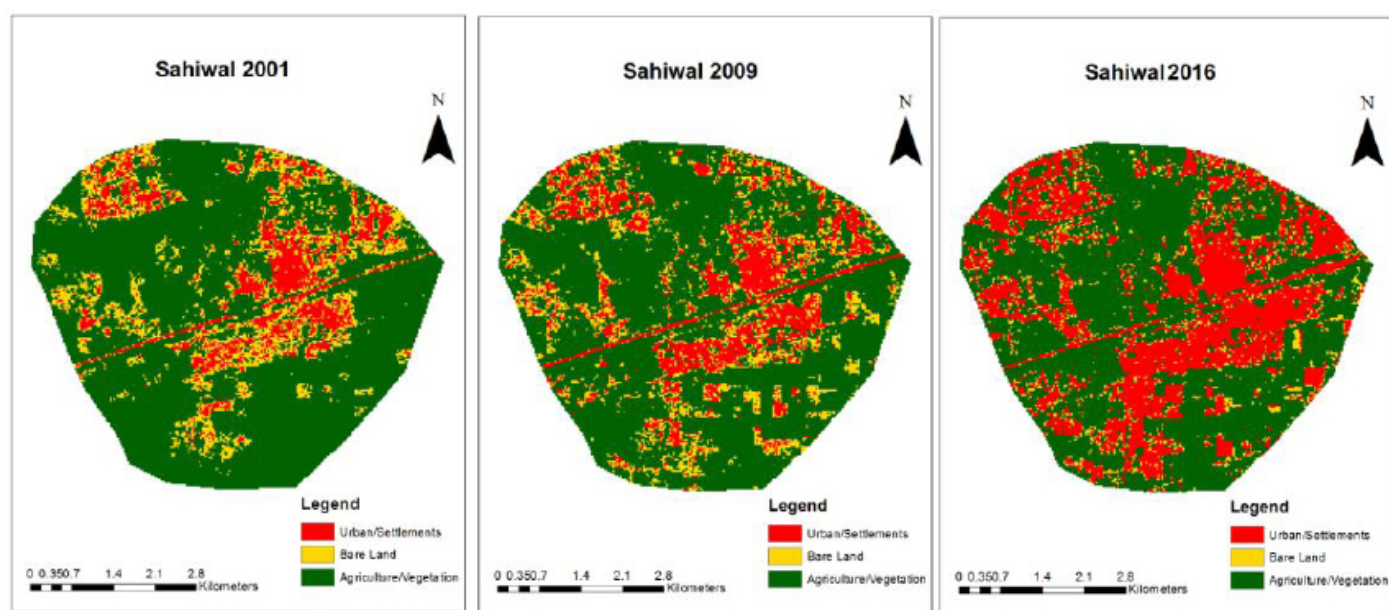 Sahiwal 2001
N
Legend
Urban/Settlements
Bare Land
Agriculture/Vegetation
0 0.350.7 1.4 2.1 2.8
Kilometers
Sahiwal 2009
N
Legend
Urban/Settlements
Bare Land
Agriculture/Vegetation
0 0.350.7 1.4 2.1 2.8
Kilometers
Sahiwal 2016
N
Legend
Urban/Settlements
Bare Land
Agriculture/Vegetation
0 0.350.7 1.4 2.1 2.8
Kilometers